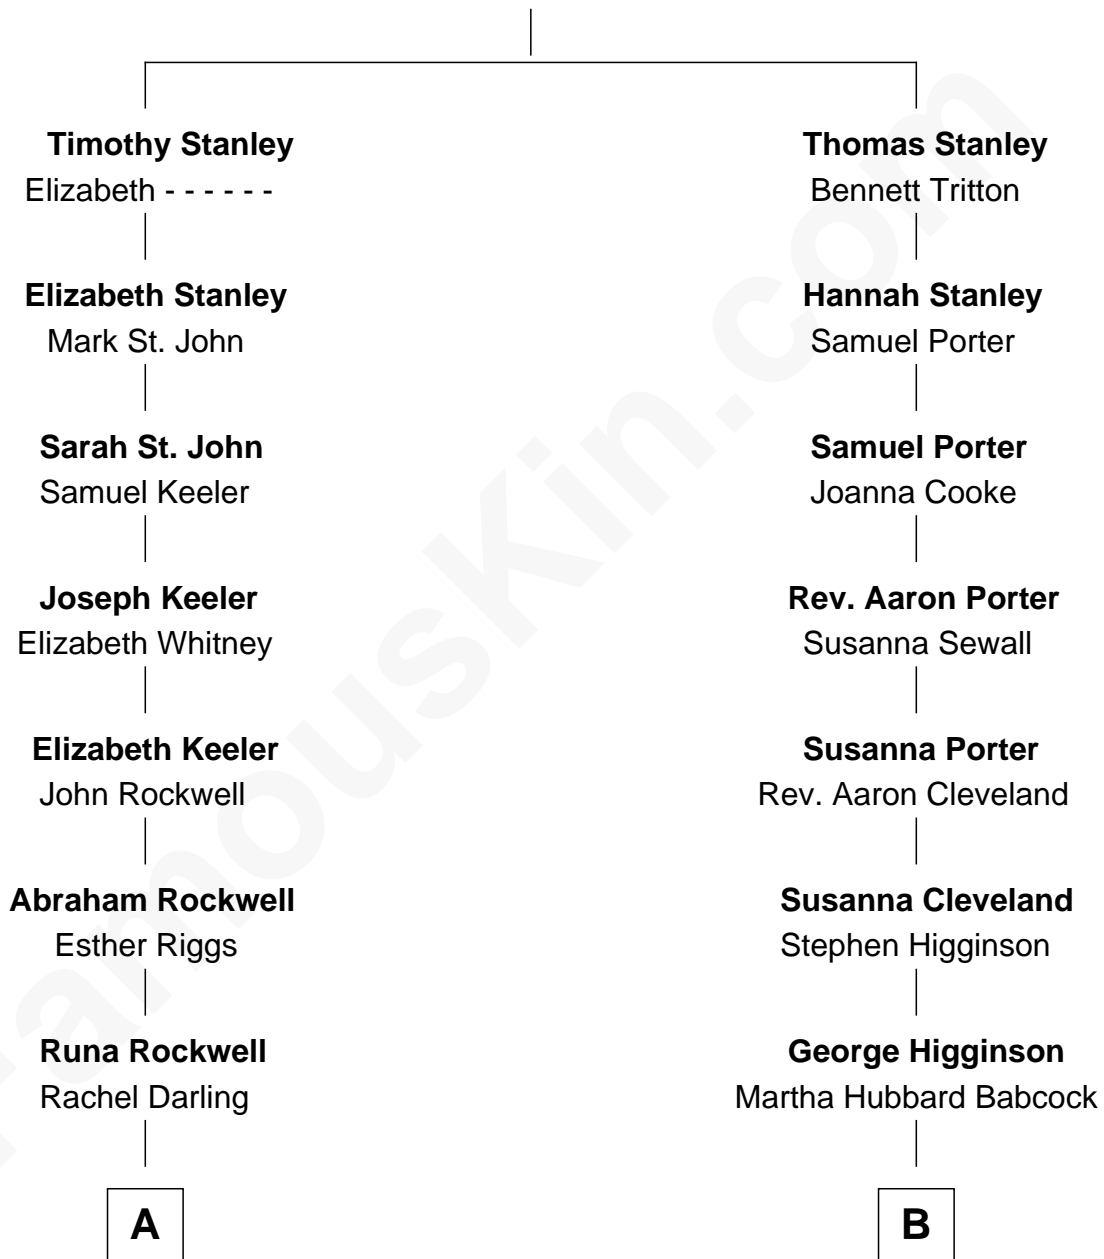 Timothy Stanley
Elizabeth - - - - - -
Elizabeth Stanley
Mark St. John
Sarah St. John
Samuel Keeler
Joseph Keeler
Elizabeth Whitney
Elizabeth Keeler
John Rockwell
Abraham Rockwell
Esther Riggs
Runa Rockwell
Rachel Darling
A
Thomas Stanley
Bennett Tritton
Hannah Stanley
Samuel Porter
Samuel Porter
Joanna Cooke
Rev. Aaron Porter
Susanna Sewall
Susanna Porter
Rev. Aaron Cleveland
Susanna Cleveland
Stephen Higginson
George Higginson
Martha Hubbard Babcock
B
FamousKin.com